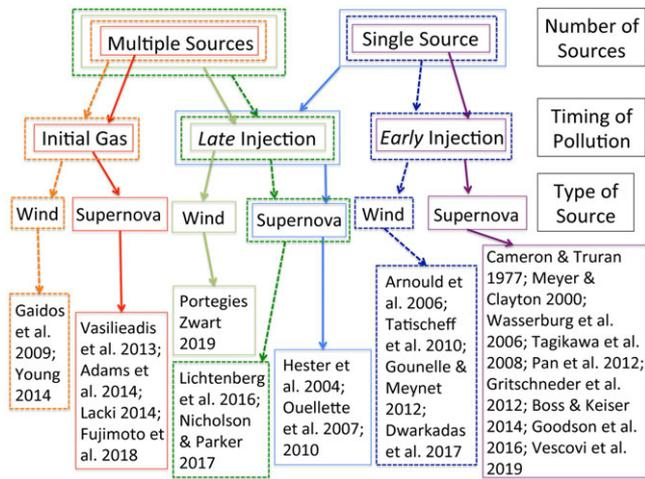 Multiple Sources
Single Source
Number of
Sources
Initial Gas
Late Injection
Early Injection
Timing of
Pollution
Wind
Supernova
Wind
Supernova
Wind
Supernova
Type of
Source
Gaidos
et al.
2009;
Young
2014
Vasilieadis
et al. 2013;
Adams et
al. 2014;
Lacki 2014;
Fujimoto et
al. 2018
Portegies
Zwart
2019
Lichtenberg
et al. 2016;
Nicholson
& Parker
2017
Hester et
al. 2004;
Ouellette
et al. 2007;
2010
Arnould et
al. 2006;
Tatischeff
et al. 2010;
Gounelle &
Meynet
2012;
Dwarkadas
et al. 2017
Cameron & Truran
1977; Meyer &
Clayton 2000;
Wasserburg et al.
2006; Tagikawa et al.
2008; Pan et al. 2012;
Gritschneder et al.
2012; Boss & Keiser
2014; Goodson et al.
2016; Vescovi et al.
2019